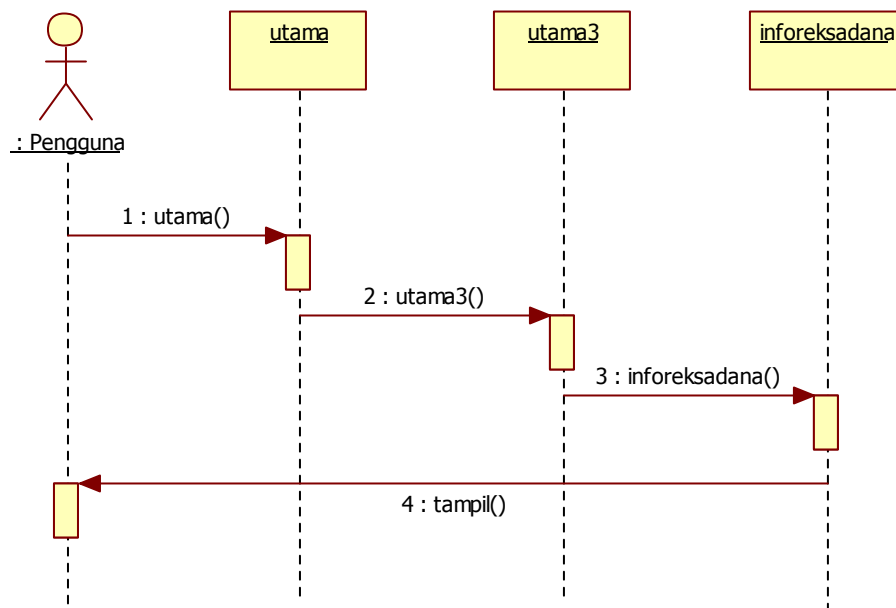 utama
utama3
inforeksadana
: Pengguna
1 : utama()
2 : utama3()
3 : inforeksadana()
4 : tampil()